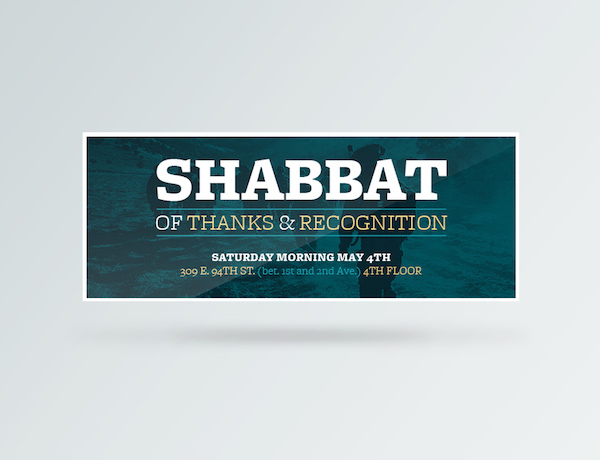 SHABBAT
OF THANKS & RECOGNITION
SATURDAY MORNING MAY 4TH
309 E. 94TH ST. (bet. 1st and 2nd Ave.) 4TH FLOOR